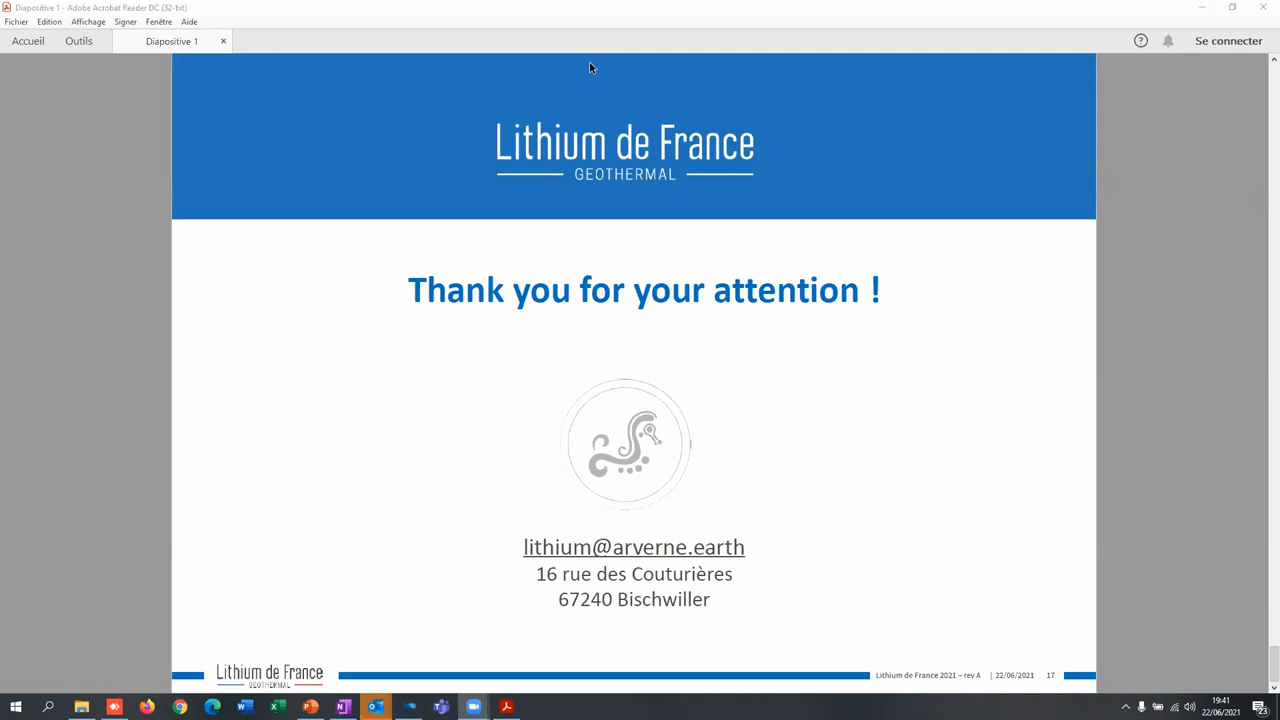 Diapositive 1 - Adobe Acrobat Reader DC (32-bit)
Fichier Edition Affichage Signer Fenêtre Aide
Accueil Outils Diapositive 1 × Se connecter
Lithium de France
GEOTHERMAL
Thank you for your attention !
lithium@arverne.earth
16 rue des Couturières
67240 Bischwiller
Lithium de France
GEOTHERMAL
Lithium de France 2021 – rev A | 22/06/2021 17
19:41
22/06/2021
23